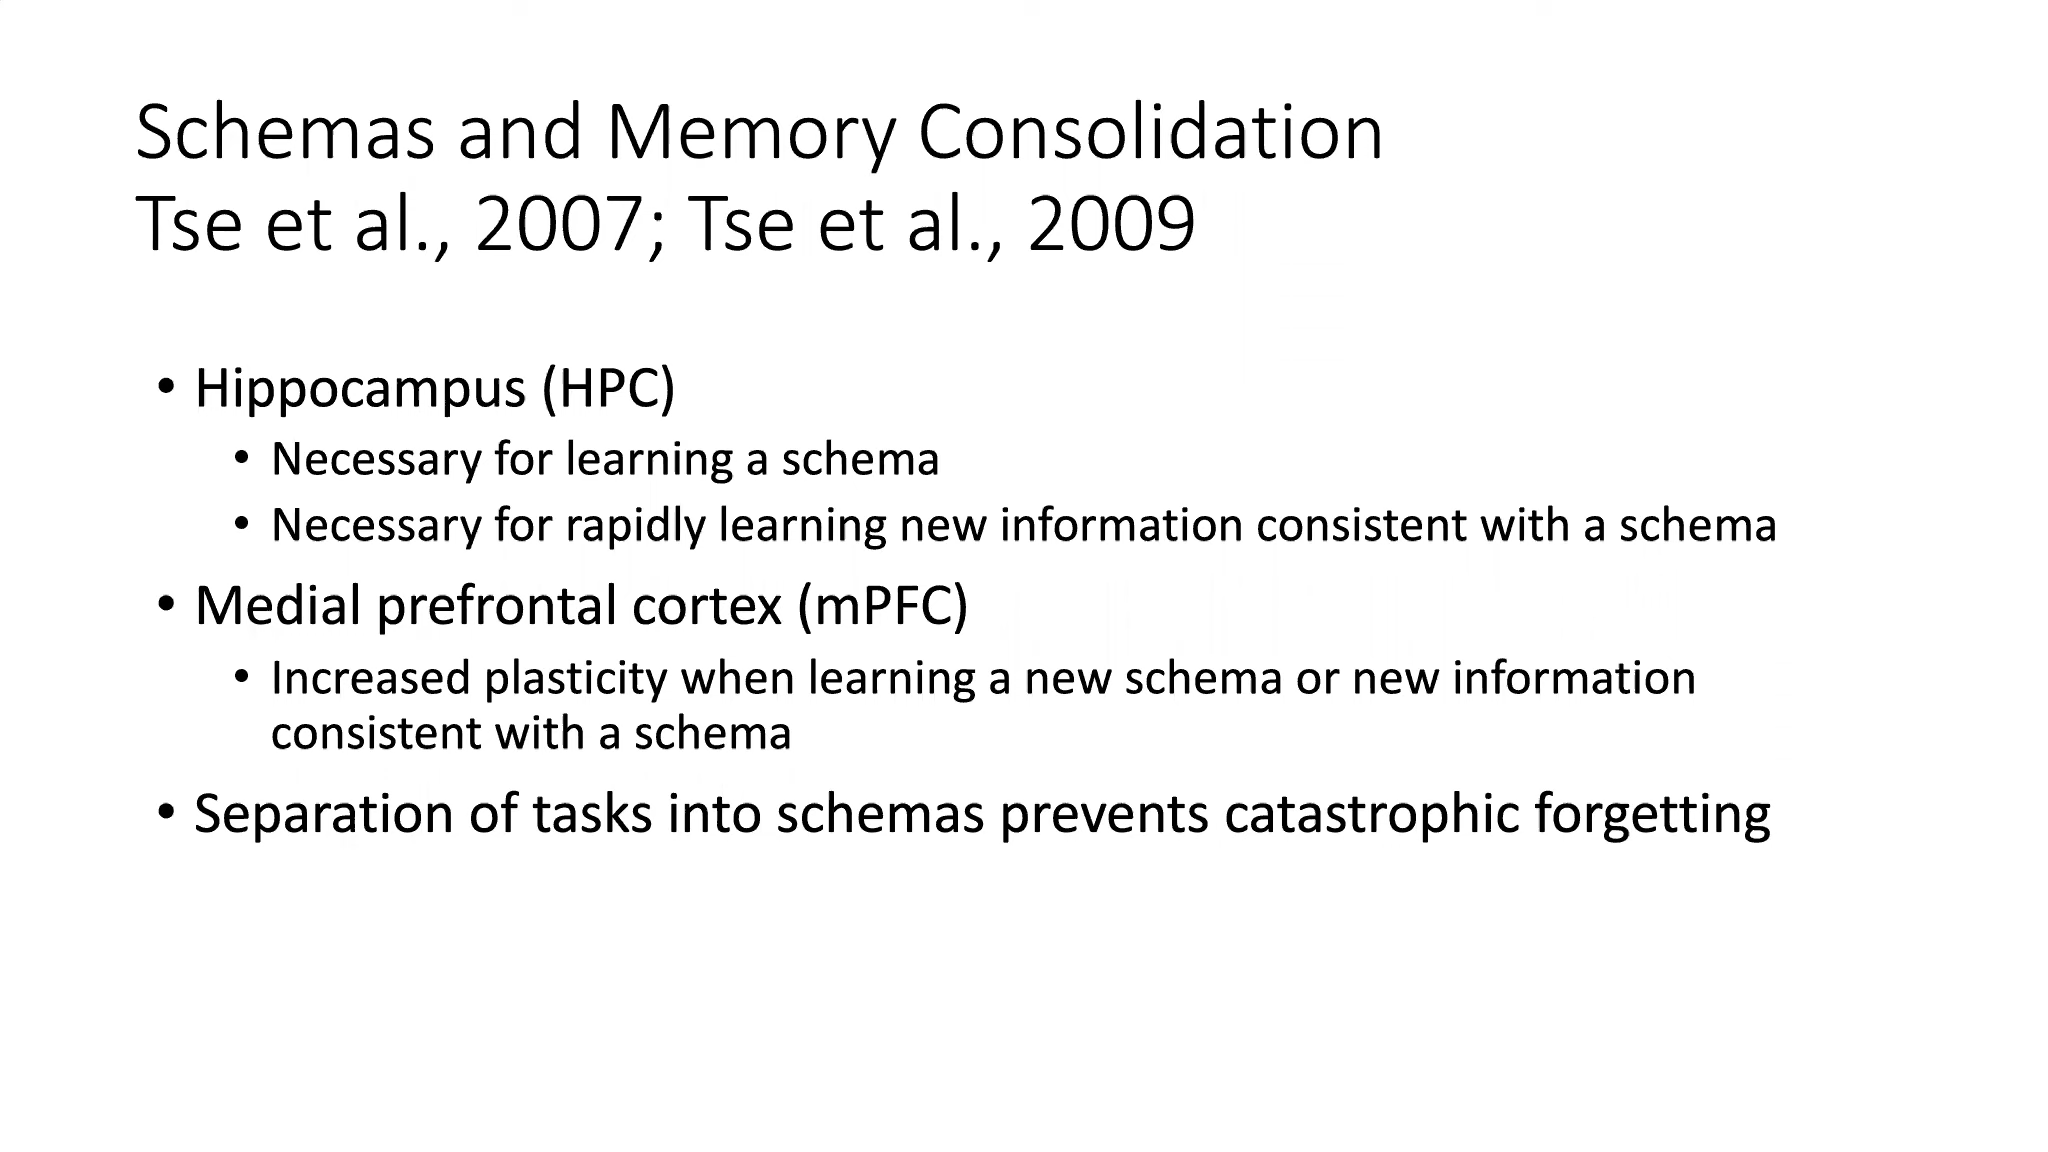 Schemas and Memory Consolidation
Tse et al., 2007; Tse et al., 2009
• Hippocampus (HPC)
• Necessary for learning a schema
• Necessary for rapidly learning new information consistent with a schema
• Medial prefrontal cortex (mPFC)
• Increased plasticity when learning a new schema or new information
consistent with a schema
• Separation of tasks into schemas prevents catastrophic forgetting